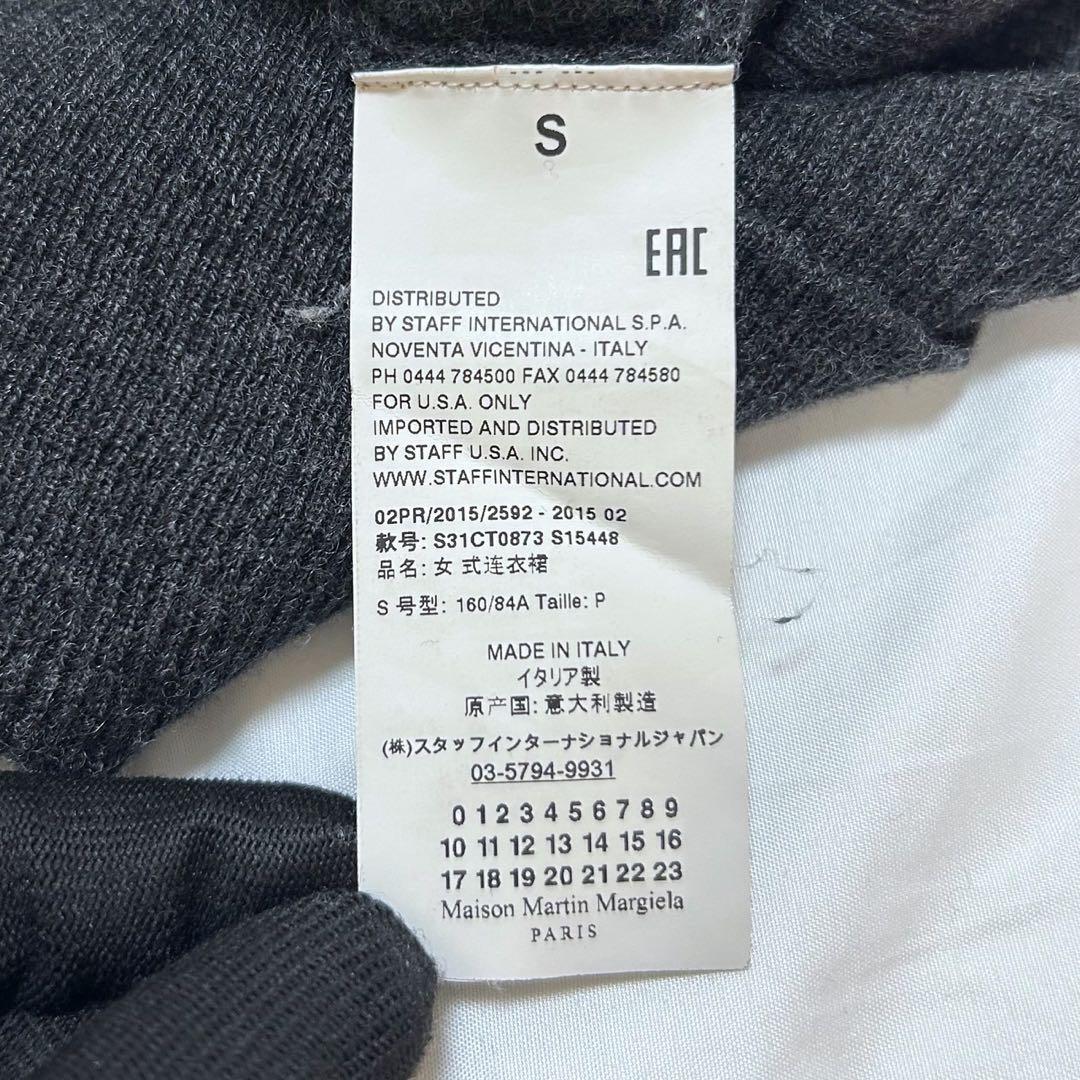 S
EAC
DISTRIBUTED
BY STAFF INTERNATIONAL S.P.A.
NOVENTA VICENTINA - ITALY
PH 0444 784500 FAX 0444 784580
FOR U.S.A. ONLY
IMPORTED AND DISTRIBUTED
BY STAFF U.S.A. INC.
WWW.STAFFINTERNATIONAL.COM
02PR/2015/2592 - 2015 02
款号: S31CT0873 S15448
品名: 女 式连衣裙
S 号型: 160/84A Taille: P
MADE IN ITALY
イタリア製
原产国: 意大利製造
(株)スタッフインターナショナルジャパン
03-5794-9931
0 1 2 3 4 5 6 7 8 9
10 11 12 13 14 15 16
17 18 19 20 21 22 23
Maison Martin Margiela
PARIS